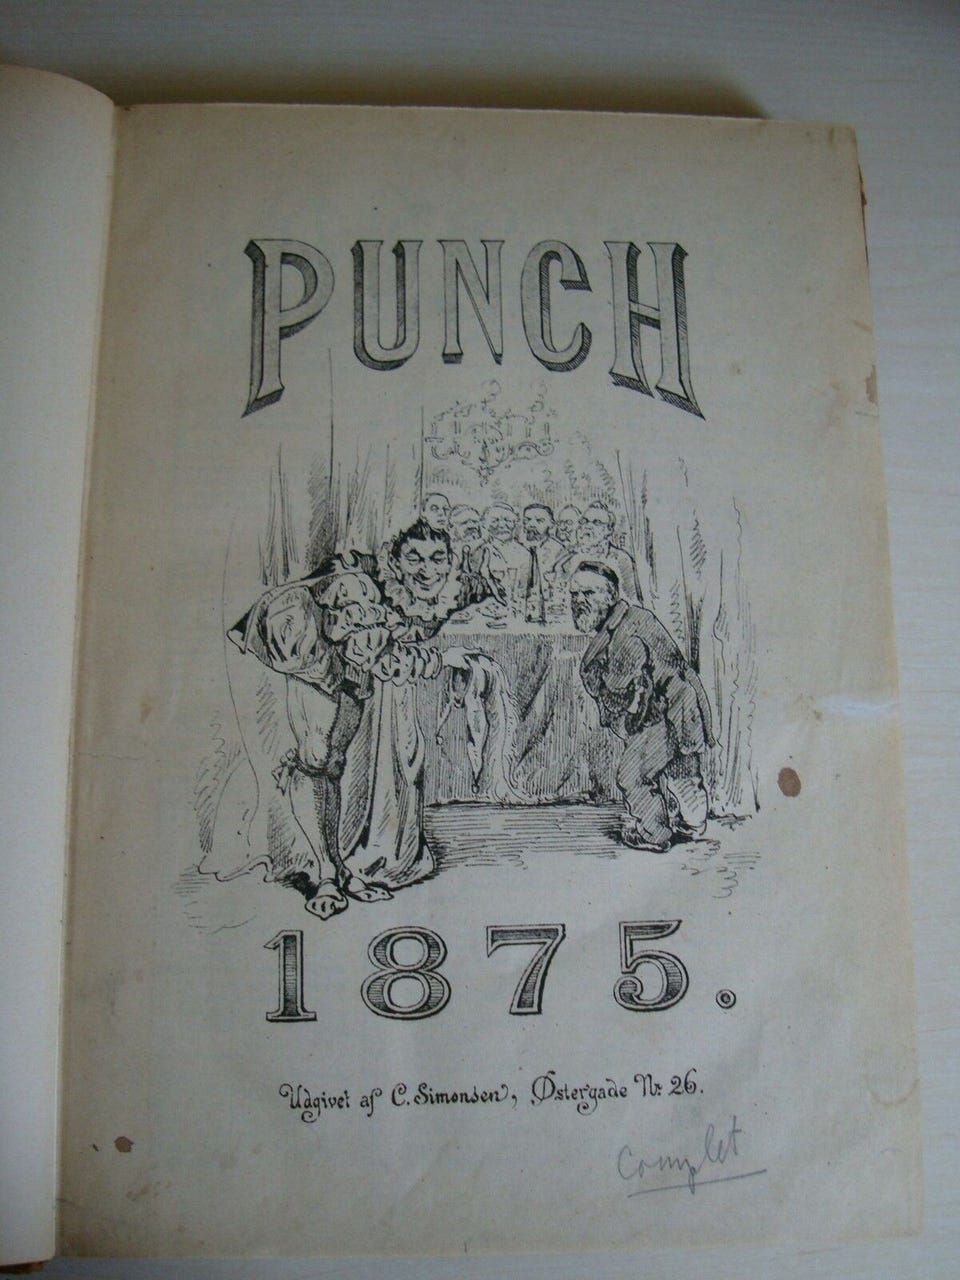 PUNCH
1875.
Udgivet af C. Simonsen, Østergade Nr. 26.
Complet